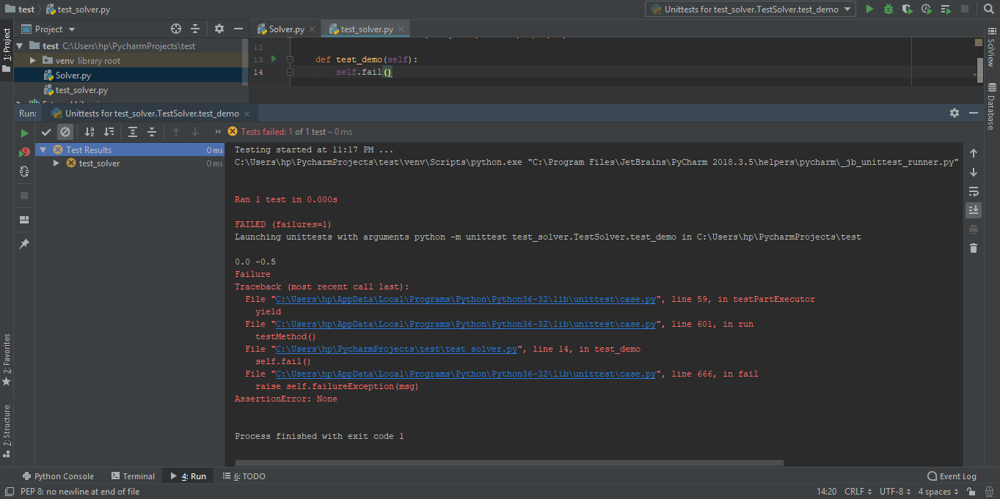 test
test_solver.py
Unittests for test_solver.TestSolver.test_demo
1: Project
Project
test C:\Users\hp\PycharmProjects\test
venv library root
Solver.py
test_solver.py
Solver.py
test_solver.py
12
13 def test_demo(self):
14 self.fail()
SciView
Database
Run: Unittests for test_solver.TestSolver.test_demo
Tests failed: 1 of 1 test – 0 ms
Test Results 0 ms
test_solver 0 ms
Testing started at 11:17 PM ...
C:\Users\hp\PycharmProjects\test\venv\Scripts\python.exe "C:\Program Files\JetBrains\PyCharm 2018.3.5\helpers\pycharm\_jb_unittest_runner.py"
Ran 1 test in 0.000s
FAILED (failures=1)
Launching unittests with arguments python -m unittest test_solver.TestSolver.test_demo in C:\Users\hp\PycharmProjects\test
0.0 -0.5
Failure
Traceback (most recent call last):
File "C:\Users\hp\AppData\Local\Programs\Python\Python36-32\lib\unittest\case.py", line 59, in testPartExecutor
yield
File "C:\Users\hp\AppData\Local\Programs\Python\Python36-32\lib\unittest\case.py", line 601, in run
testMethod()
File "C:\Users\hp\PycharmProjects\test\test_solver.py", line 14, in test_demo
self.fail()
File "C:\Users\hp\AppData\Local\Programs\Python\Python36-32\lib\unittest\case.py", line 666, in fail
raise self.failureException(msg)
AssertionError: None
Process finished with exit code 1
2: Favorites
7: Structure
Python Console
Terminal
4: Run
6: TODO
Event Log
PEP 8: no newline at end of file
14:20 CRLF UTF-8 4 spaces